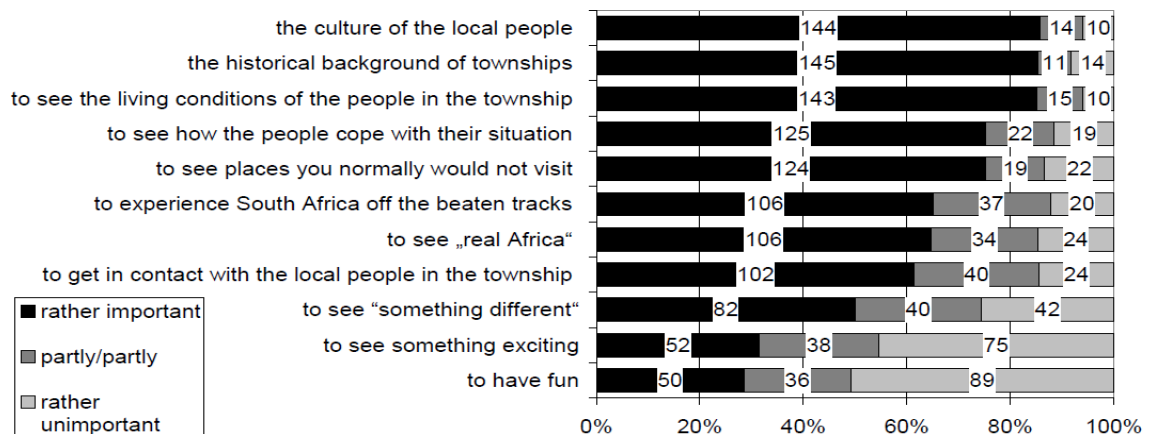 the culture of the local people 144 14 10
the historical background of townships 145 11 14
to see the living conditions of the people in the township 143 15 10
to see how the people cope with their situation 125 22 19
to see places you normally would not visit 124 19 22
to experience South Africa off the beaten tracks 106 37 20
to see „real Africa“ 106 34 24
to get in contact with the local people in the township 102 40 24
to see “something different“ 82 40 42
to see something exciting 52 38 75
to have fun 50 36 89
rather important
partly/partly
rather
unimportant
0% 20% 40% 60% 80% 100%